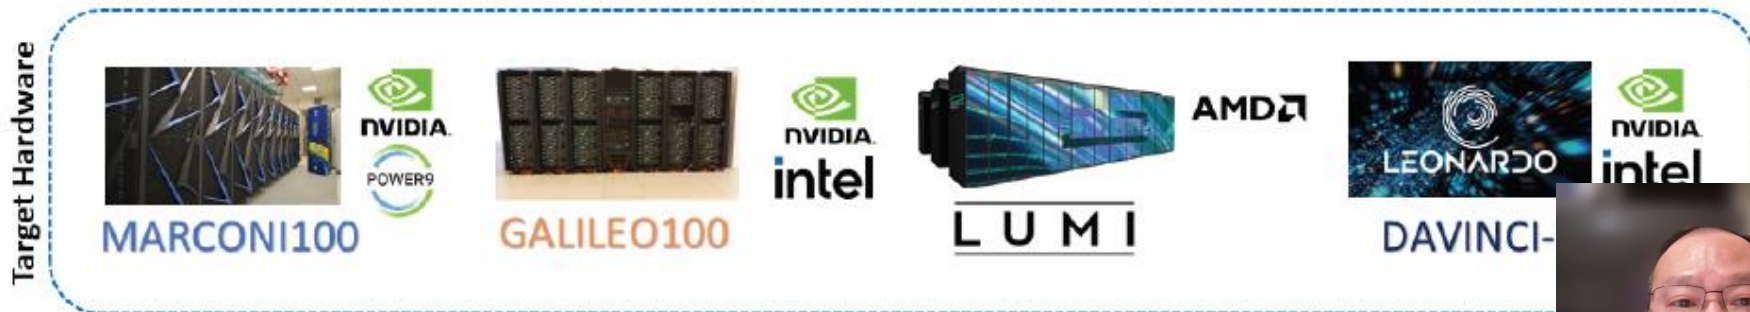 Target Hardware
NVIDIA
POWER9
MARCONI100
NVIDIA
intel
GALILEO100
AMD
LUMI
LEONARDO
NVIDIA
intel
DAVINCI-